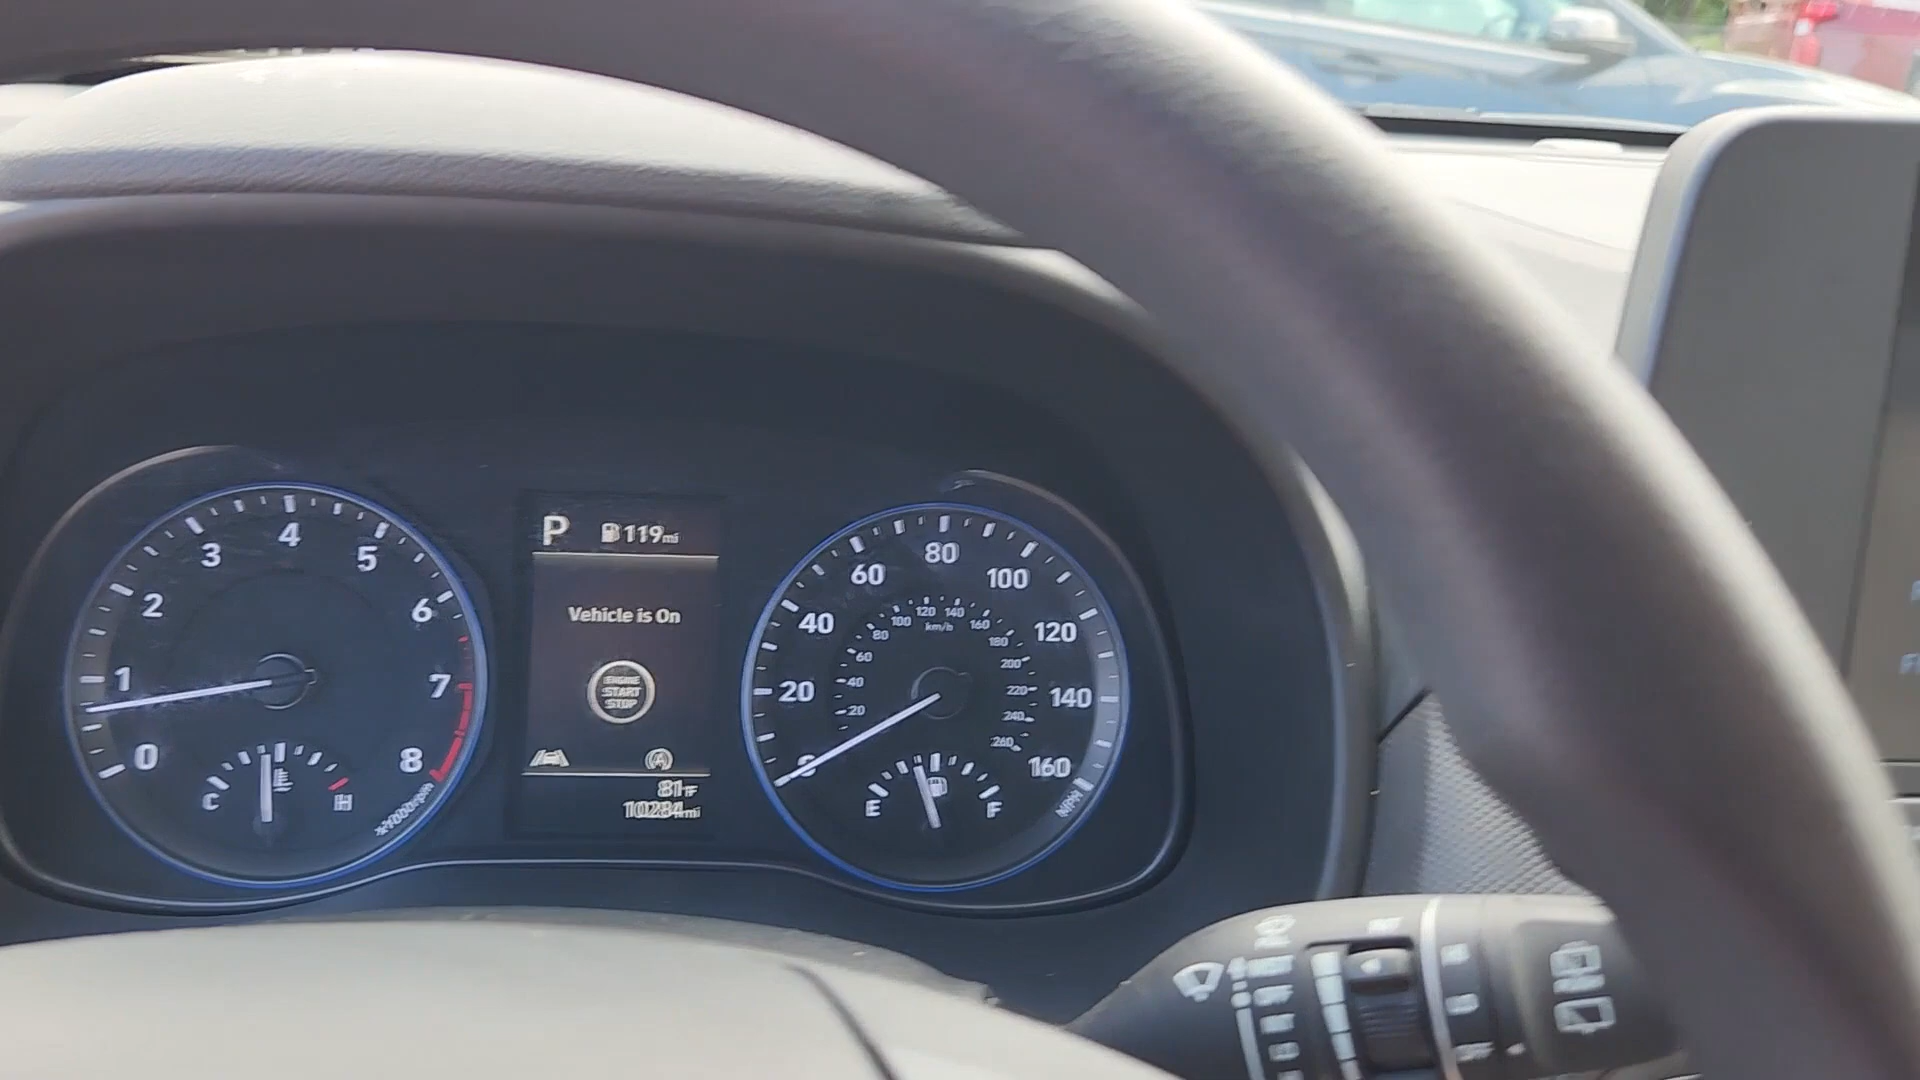 0
1
2
3
4
5
6
7
8
x1000rpm
C
H
P 119mi
Vehicle is On
ENGINE
START
STOP
(A)
81°F
10284mi
20
40
60
80
100
120
140
160
MPH
20
40
60
80
100
120
140
160
180
200
220
240
260
km/h
E
F
OFF
OFF